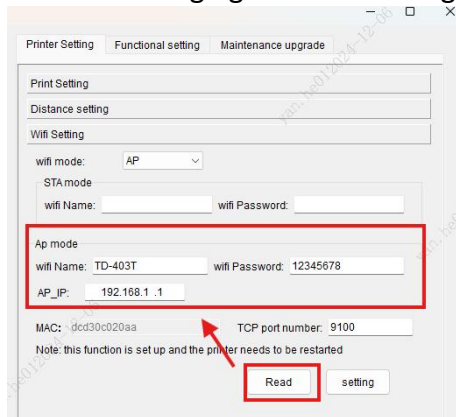 Printer Setting Functional setting Maintenance upgrade
Print Setting
Distance setting
Wifi Setting
wifi mode: AP
STA mode
wifi Name: wifi Password:
Ap mode
wifi Name: TD-403T wifi Password: 12345678
AP_IP: 192.168.1 .1
MAC: dcd30c020aa TCP port number: 9100
Note: this function is set up and the printer needs to be restarted
Read setting